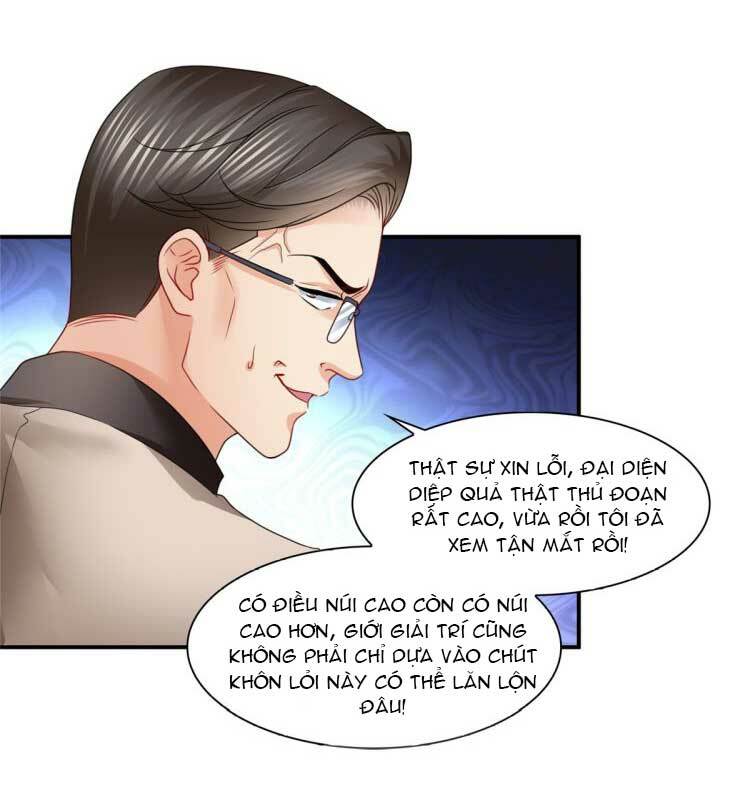 THẬT SỰ XIN LỖI, ĐẠI DIỆN
DIỆP QUẢ THẬT THỦ ĐOẠN
RẤT CAO, VỪA RỒI TÔI ĐÃ
XEM TẬN MẮT RỒI!
CÓ ĐIỀU NÚI CAO CÒN CÓ NÚI
CAO HƠN, GIỚI GIẢI TRÍ CŨNG
KHÔNG PHẢI CHỈ DỰA VÀO CHÚT
KHÔN LỎI NÀY CÓ THỂ LĂN LỘN
ĐÂU!